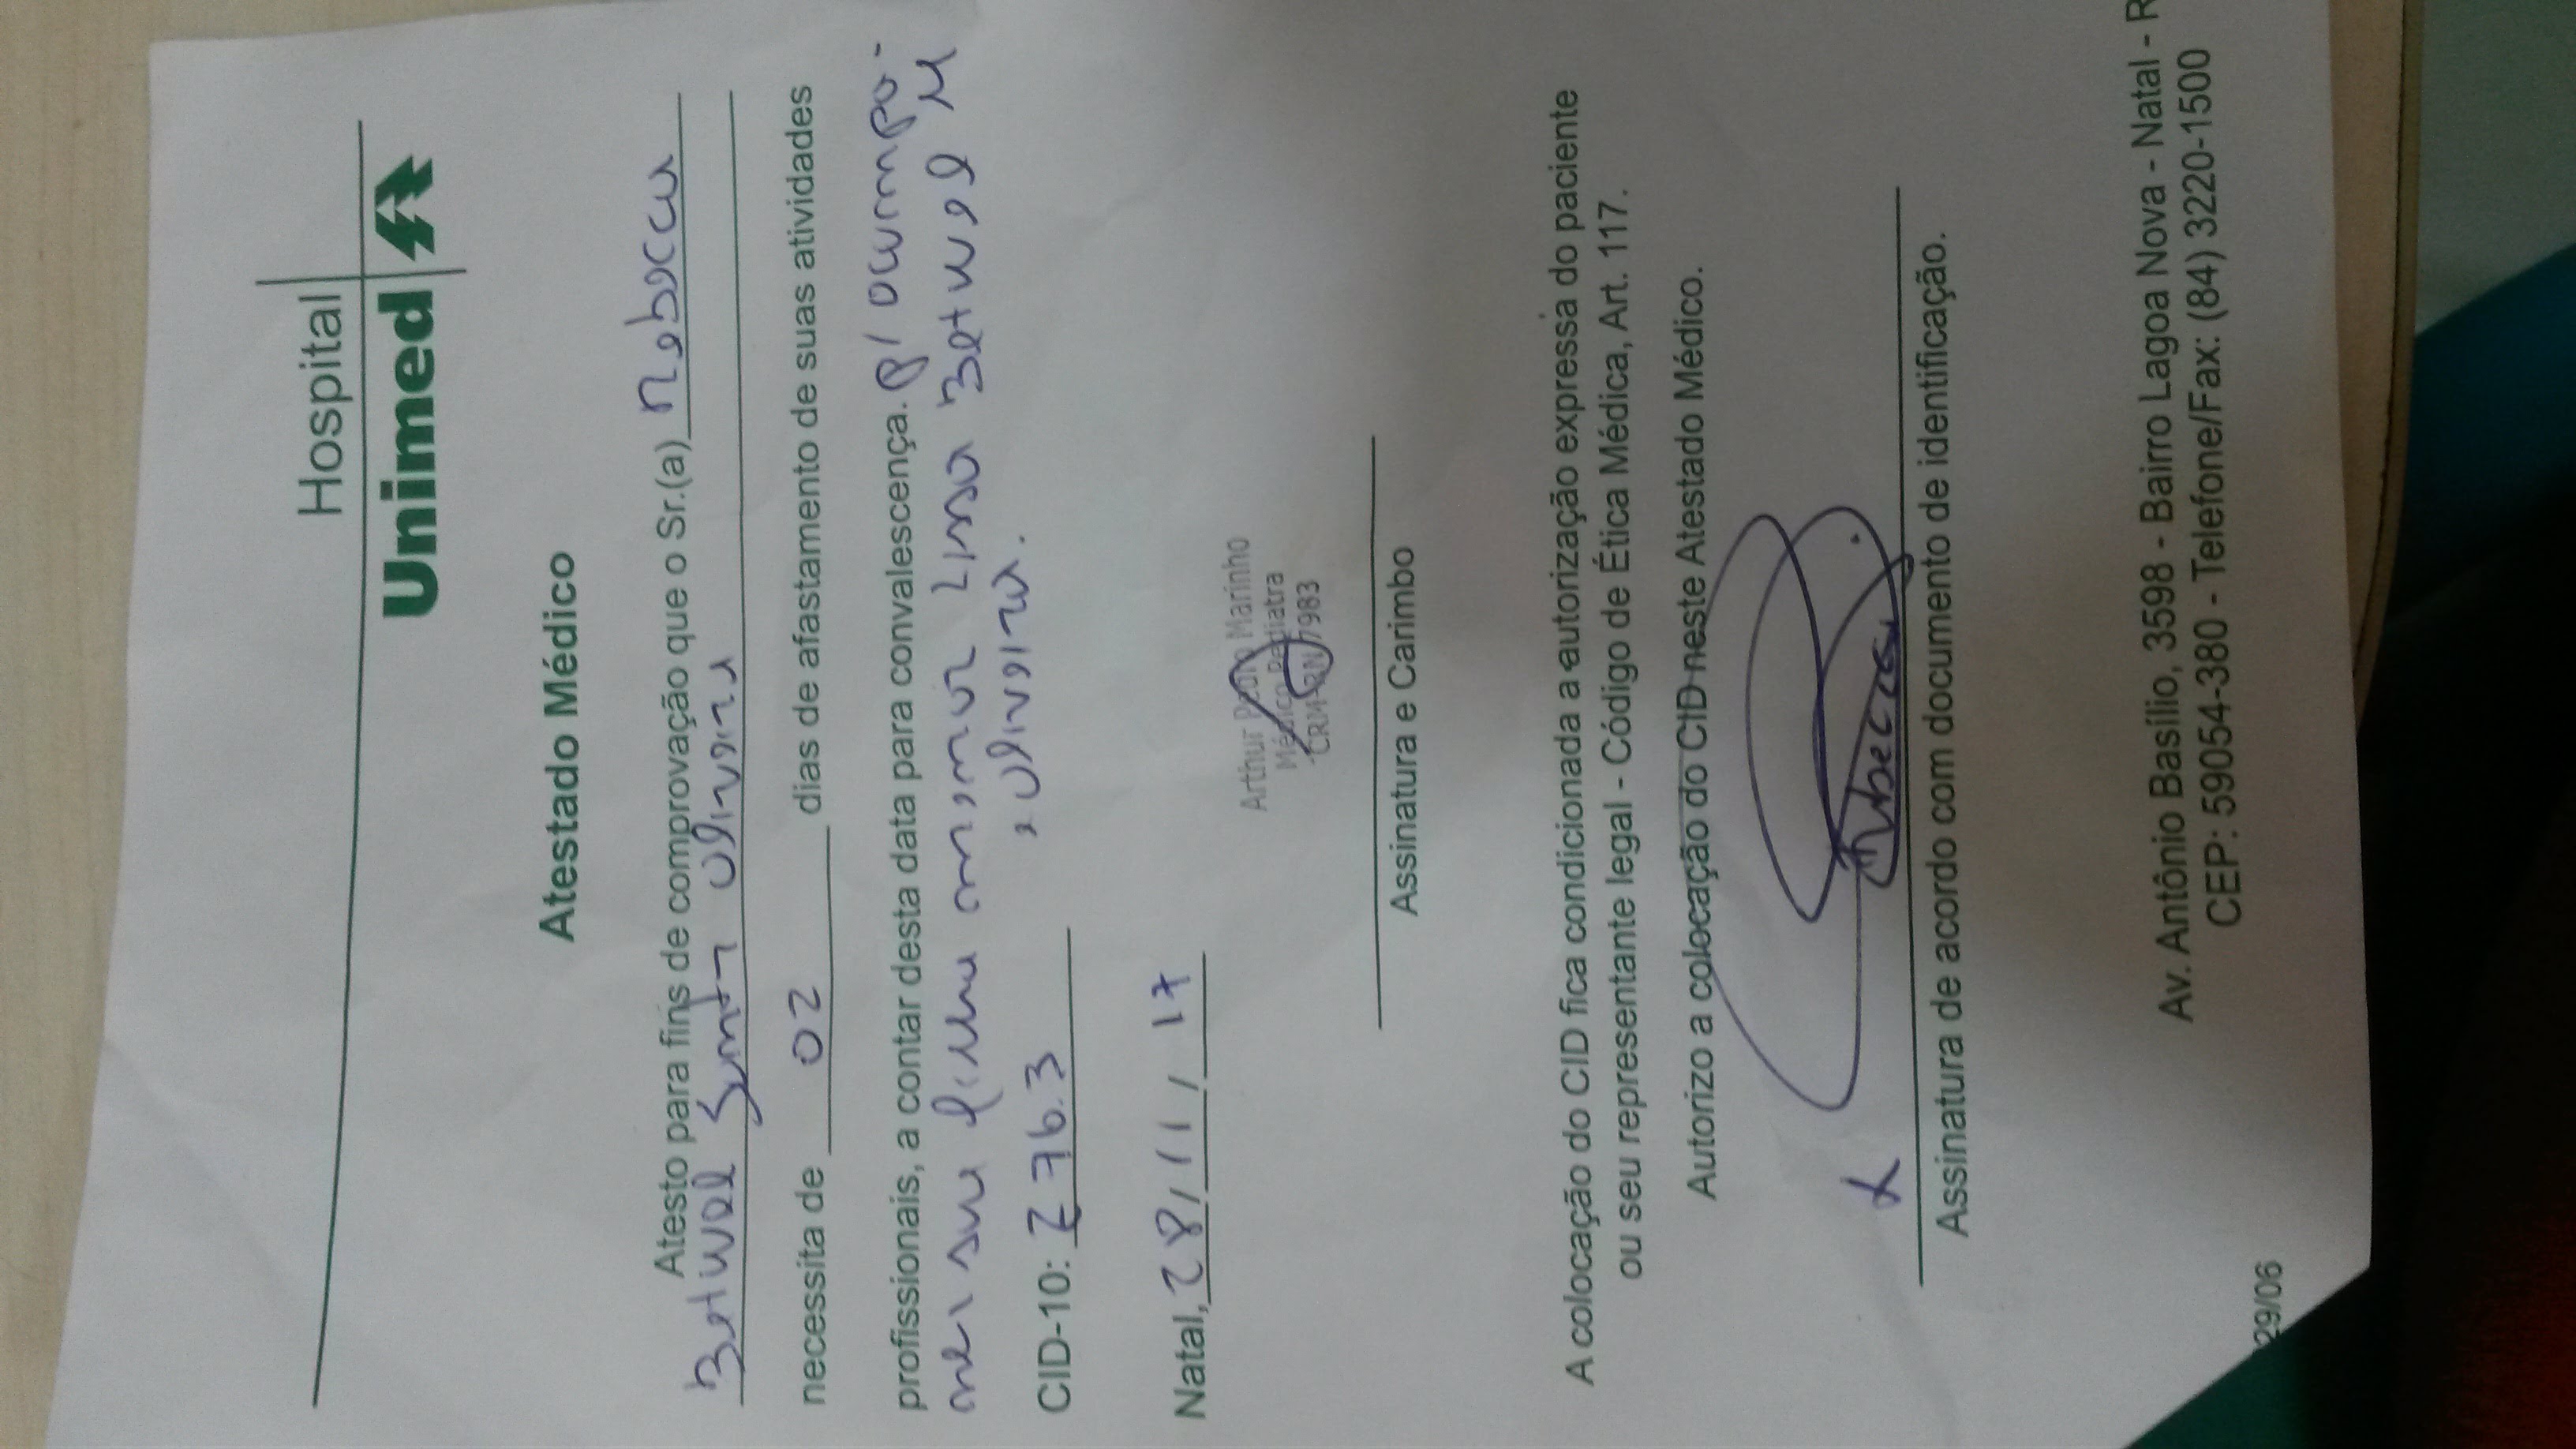 Hospital
Unimed
Atestado Médico
Atesto para fins de comprovação que o Sr.(a) Rebecca
Betwel Oliveira
necessita de 02 dias de afastamento de suas atividades
profissionais, a contar desta data para convalescença. p/ acompa-
nhar sua filha menor Lissa Betwel M
e Oliveira.
CID-10: Z 76.3
Natal, 28/11/17
Arthur Pedro Marinho
Médico Pediatra
CRM-RN 7983
Assinatura e Carimbo
A colocação do CID fica condicionada a autorização expressa do paciente
ou seu representante legal - Código de Ética Médica, Art. 117.
Autorizo a colocação do CID neste Atestado Médico.
Rebecca
Assinatura de acordo com documento de identificação.
Av. Antônio Basílio, 3598 - Bairro Lagoa Nova - Natal - R
CEP: 59054-380 - Telefone/Fax: (84) 3220-1500
29/06